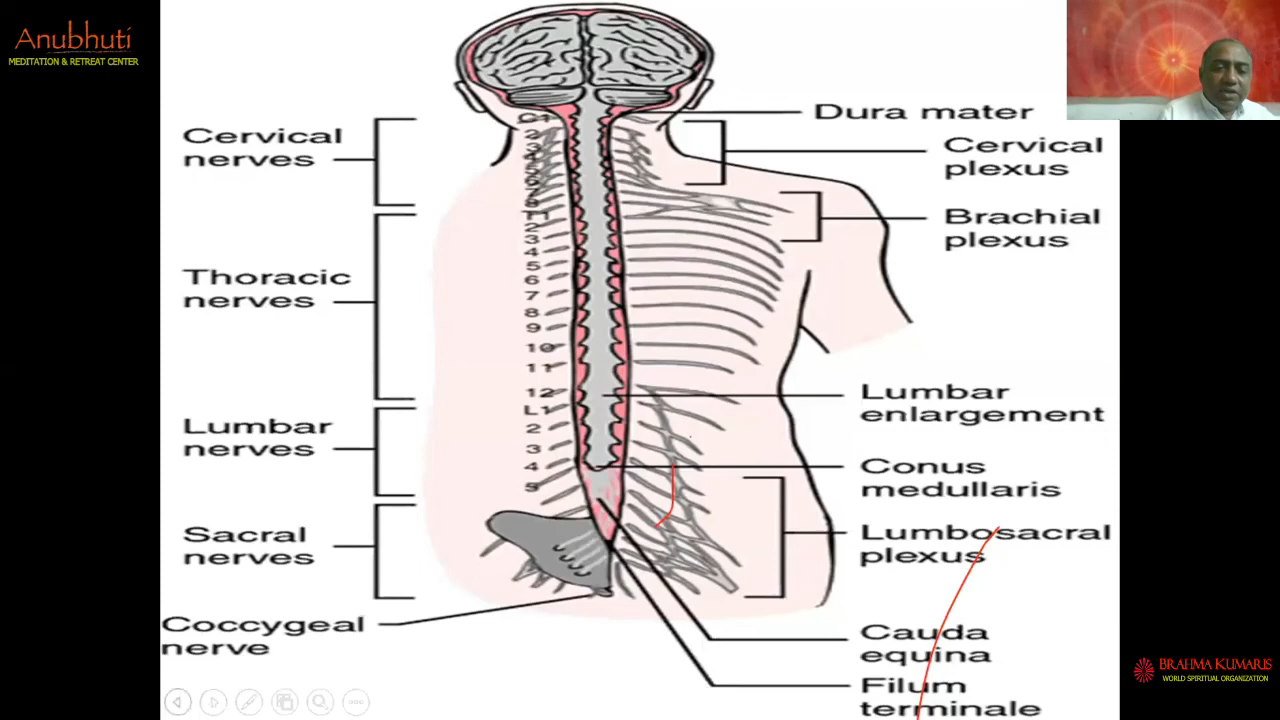 Anubhuti
MEDITATION & RETREAT CENTER
Cervical
nerves
Thoracic
nerves
Lumbar
nerves
Sacral
nerves
Coccygeal
nerve
C1
2
3
4
5
6
7
8
T1
2
3
4
5
6
7
8
9
10
11
12
L1
2
3
4
5
Dura mater
Cervical
plexus
Brachial
plexus
Lumbar
enlargement
Conus
medullaris
Lumbosacral
plexus
Cauda
equina
Filum
terminale
BRAHMA KUMARIS
WORLD SPIRITUAL ORGANIZATION